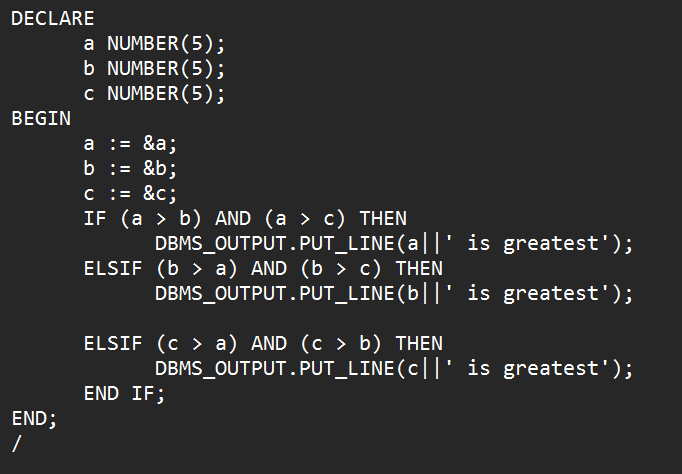 DECLARE
      a NUMBER(5);
      b NUMBER(5);
      c NUMBER(5);
BEGIN
      a := &a;
      b := &b;
      c := &c;
      IF (a > b) AND (a > c) THEN
            DBMS_OUTPUT.PUT_LINE(a||' is greatest');
      ELSIF (b > a) AND (b > c) THEN
            DBMS_OUTPUT.PUT_LINE(b||' is greatest');

      ELSIF (c > a) AND (c > b) THEN
            DBMS_OUTPUT.PUT_LINE(c||' is greatest');
      END IF;
END;
/